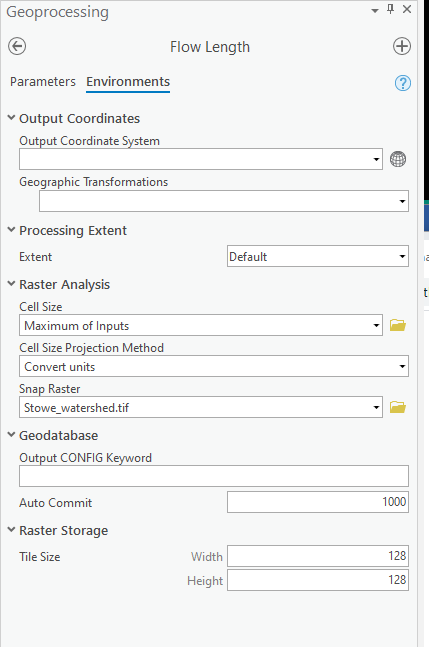 Geoprocessing
Flow Length
Parameters Environments
?
Output Coordinates
Output Coordinate System
Geographic Transformations
Processing Extent
Extent Default
Raster Analysis
Cell Size
Maximum of Inputs
Cell Size Projection Method
Convert units
Snap Raster
Stowe_watershed.tif
Geodatabase
Output CONFIG Keyword
Auto Commit 1000
Raster Storage
Tile Size Width 128
Height 128